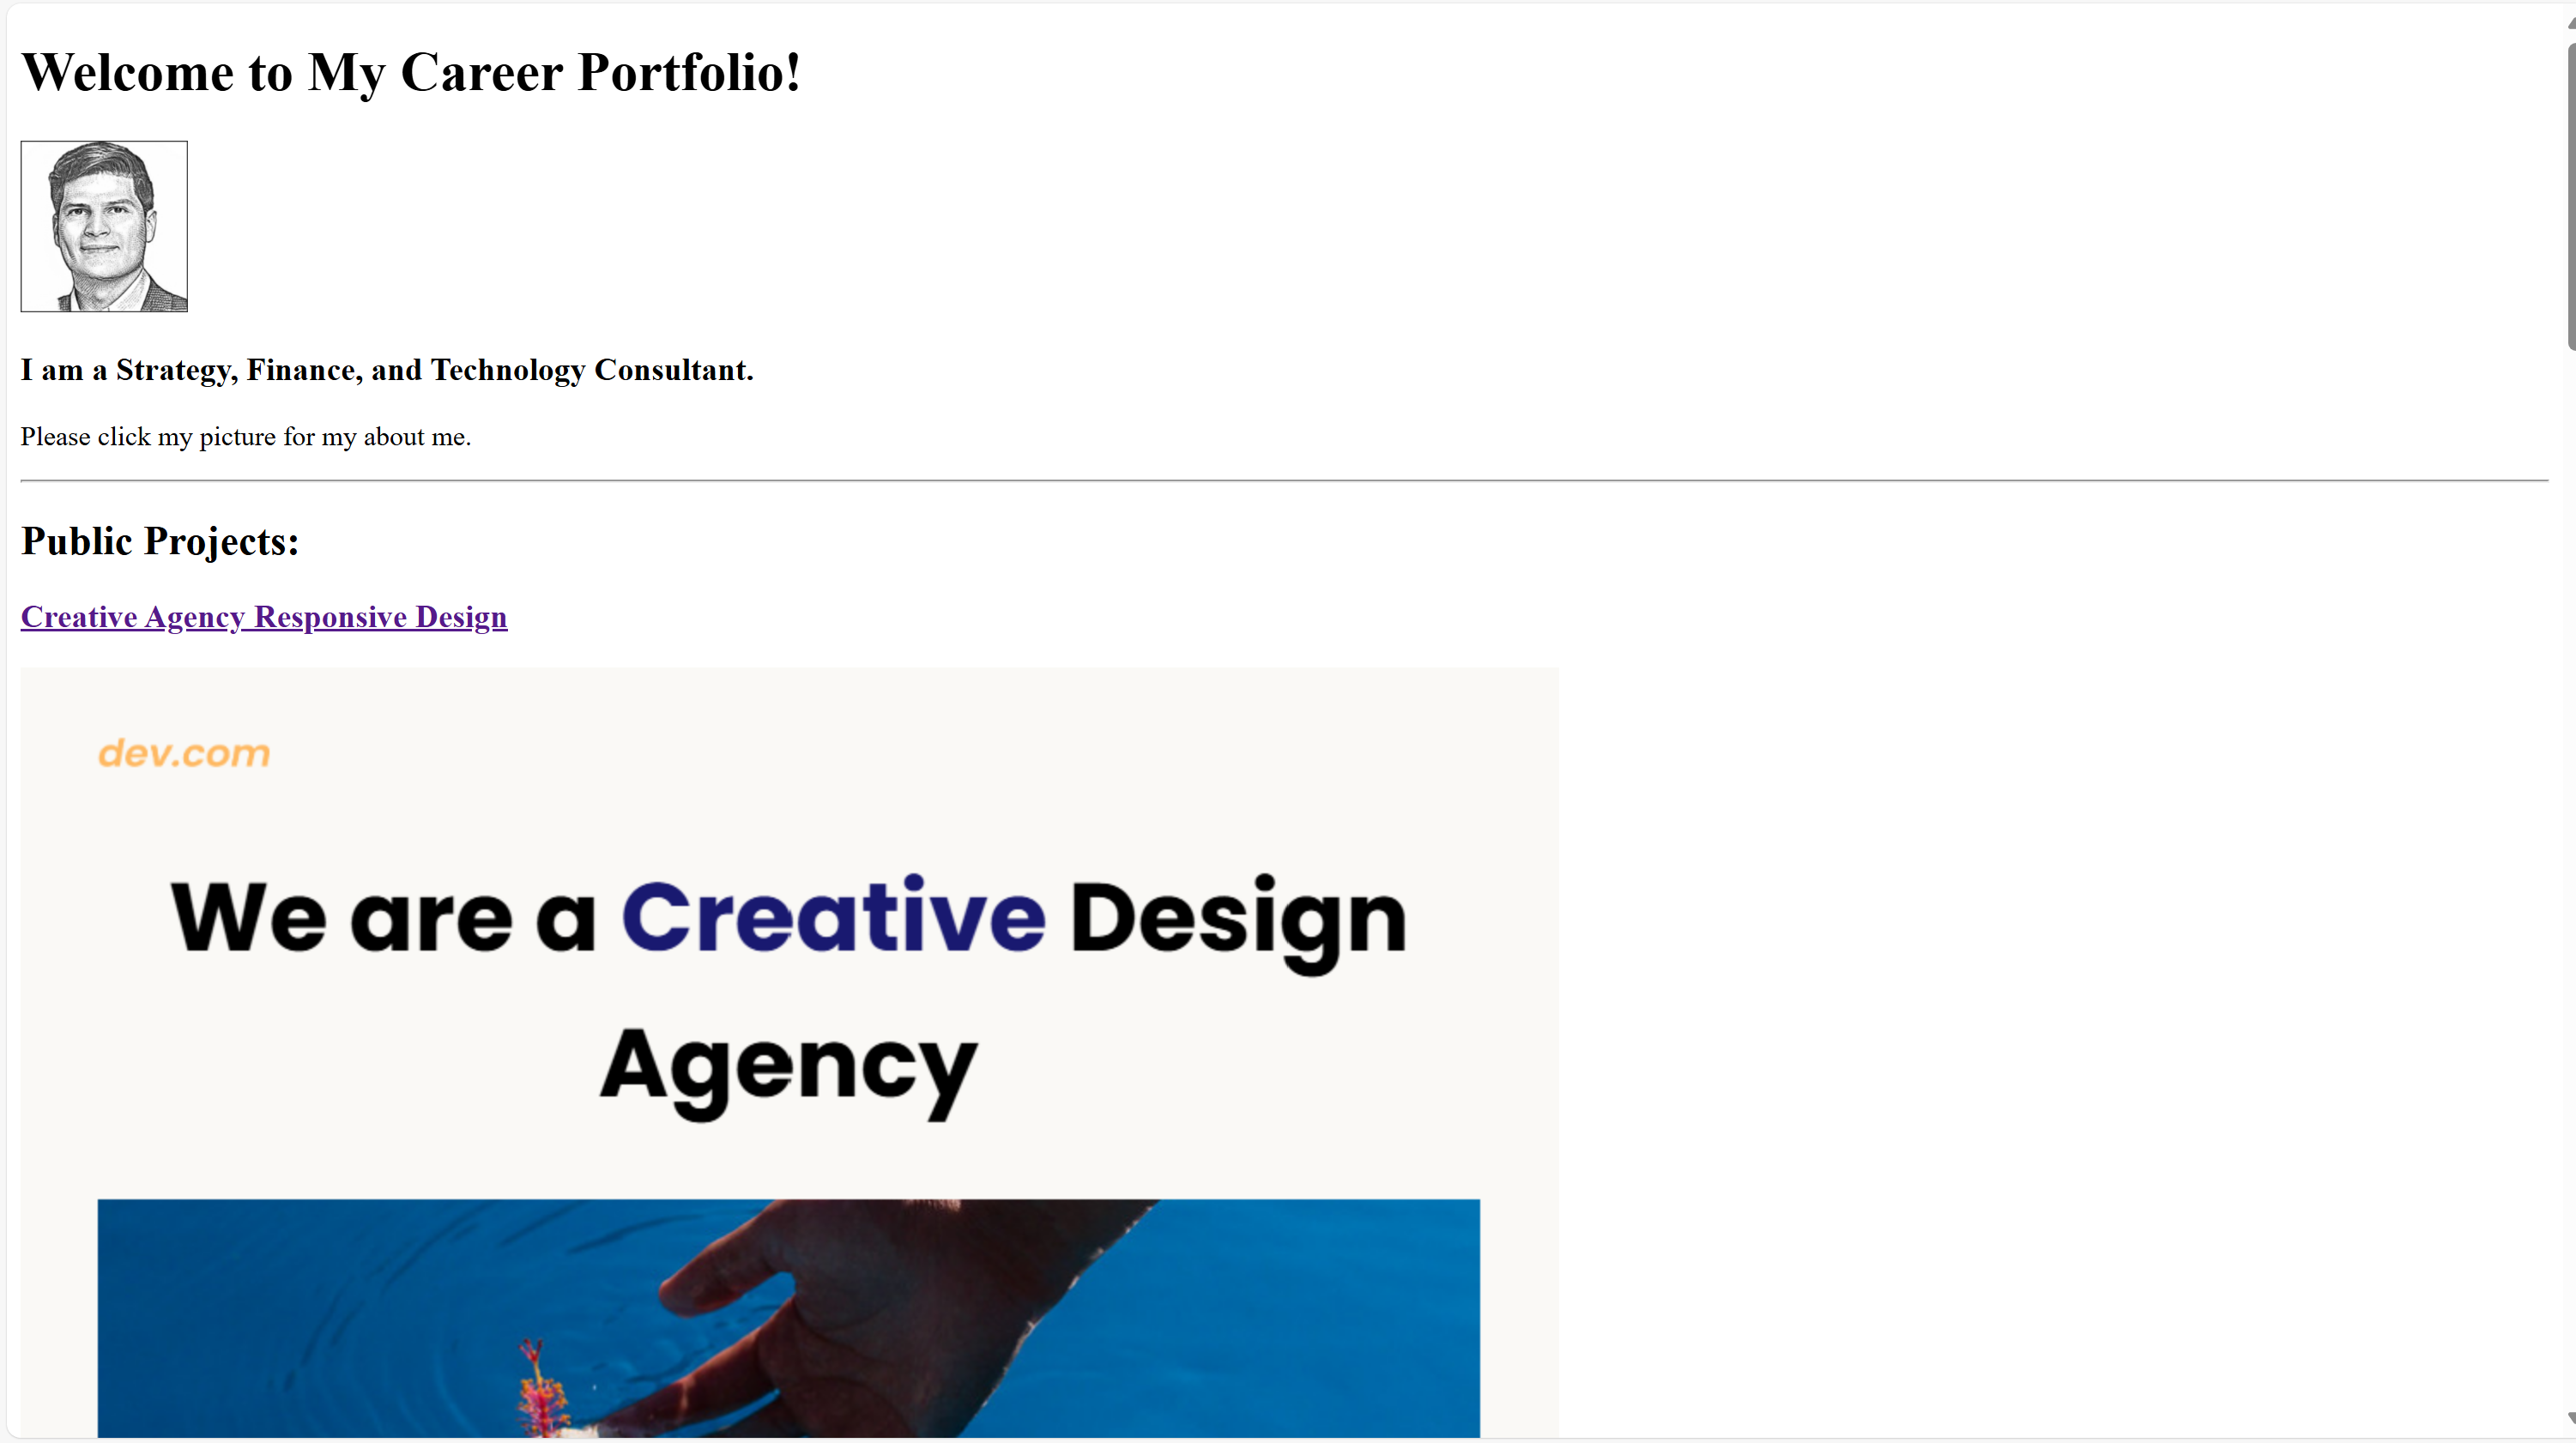 Welcome to My Career Portfolio!
I am a Strategy, Finance, and Technology Consultant.
Please click my picture for my about me.
Public Projects:
Creative Agency Responsive Design
dev.com
We are a Creative Design
Agency